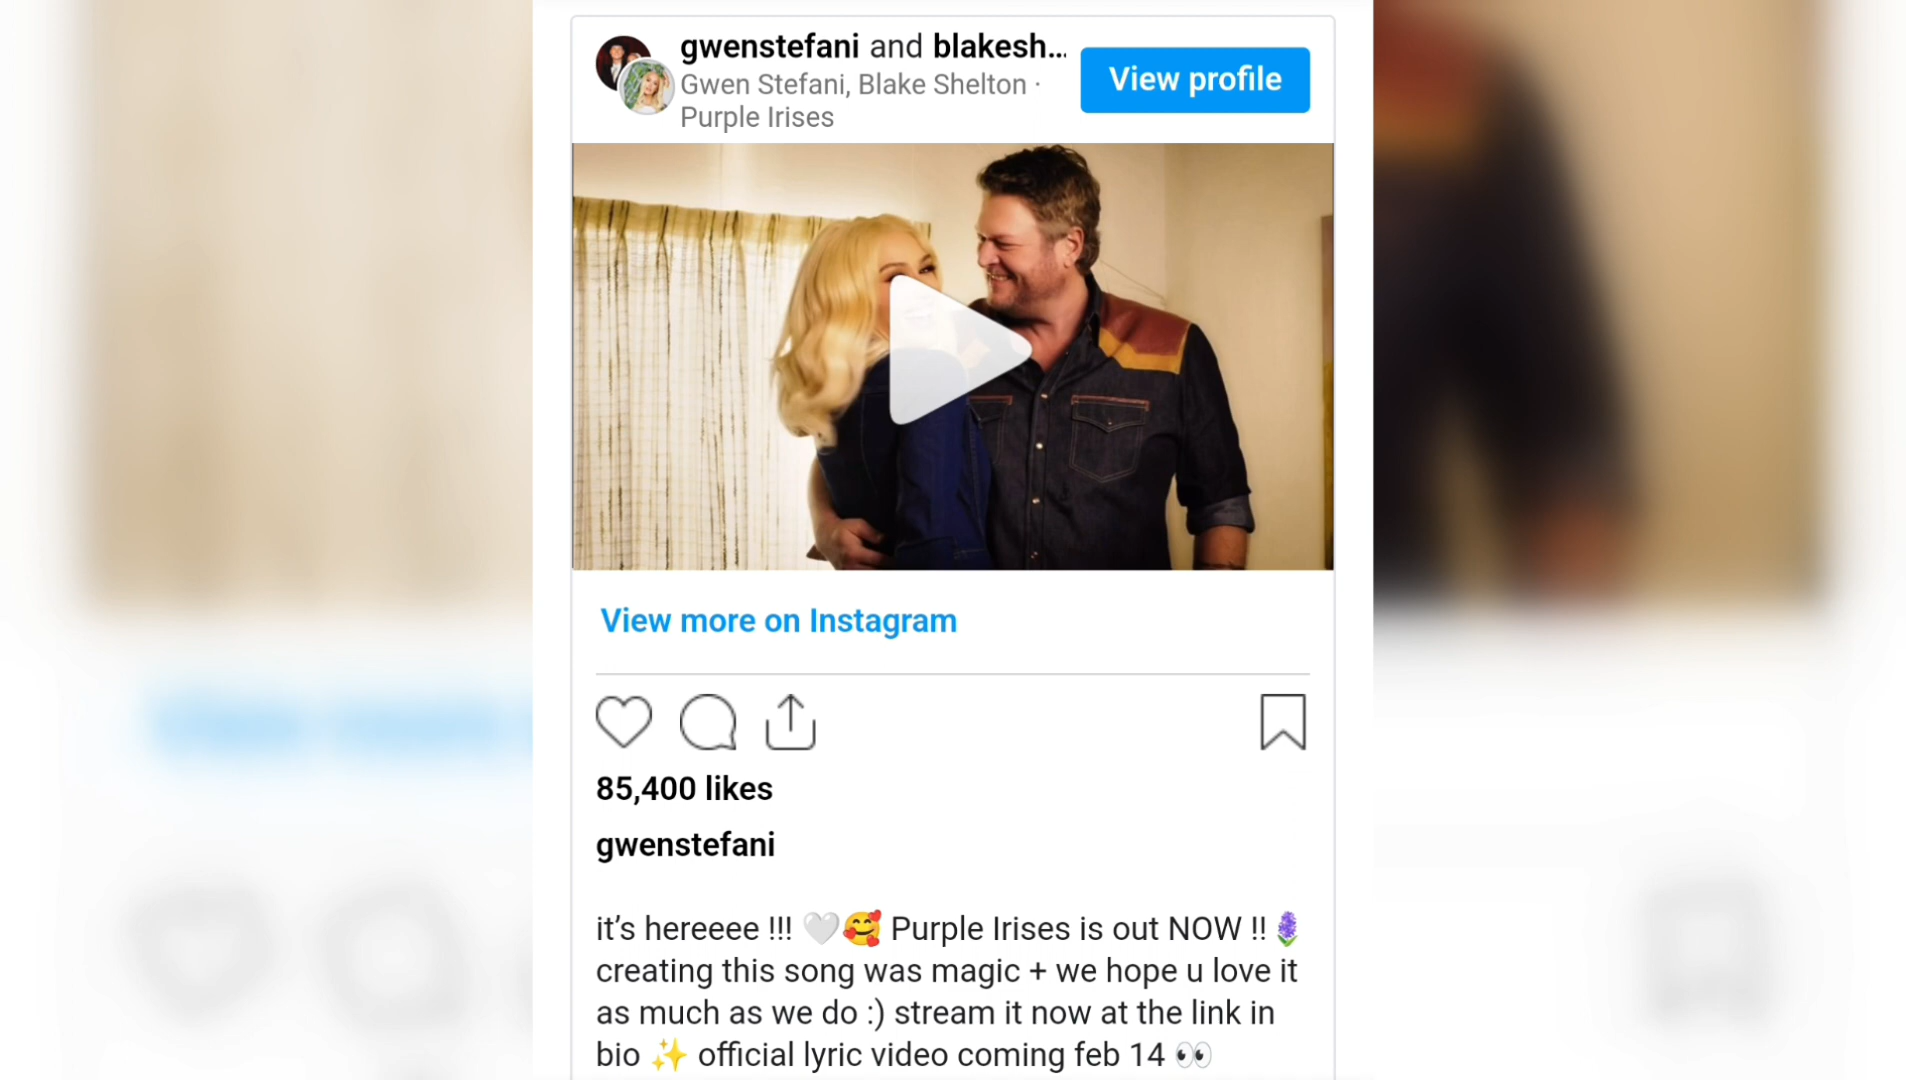 gwenstefani and blakesh...
Gwen Stefani, Blake Shelton ·
Purple Irises
View profile
View more on Instagram
85,400 likes
gwenstefani
it’s hereeee !!! 🤍🥰 Purple Irises is out NOW !!🪻
creating this song was magic + we hope u love it
as much as we do :) stream it now at the link in
bio ✨ official lyric video coming feb 14 👀